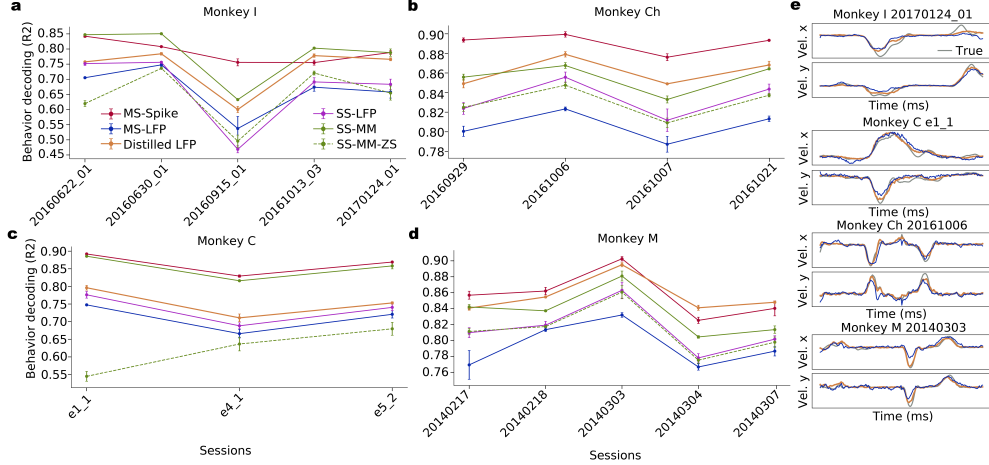 a
Monkey I
Behavior decoding (R2)
0.85
0.80
0.75
0.70
0.65
0.60
0.55
0.50
0.45
MS-Spike
MS-LFP
Distilled LFP
SS-LFP
SS-MM
SS-MM-ZS
20160622_01
20160630_01
20160915_01
20161013_03
20170124_01
b
Monkey Ch
0.90
0.88
0.86
0.84
0.82
0.80
0.78
20160929
20161006
20161007
20161021
c
Monkey C
Behavior decoding (R2)
0.90
0.85
0.80
0.75
0.70
0.65
0.60
0.55
e1_1
e4_1
e5_2
Sessions
d
Monkey M
0.90
0.88
0.86
0.84
0.82
0.80
0.78
0.76
20140217
20140218
20140303
20140304
20140307
Sessions
e
Monkey I 20170124_01
Vel. x
True
Vel. y
Time (ms)
Monkey C e1_1
Vel. x
Vel. y
Time (ms)
Monkey Ch 20161006
Vel. x
Vel. y
Time (ms)
Monkey M 20140303
Vel. x
Vel. y
Time (ms)